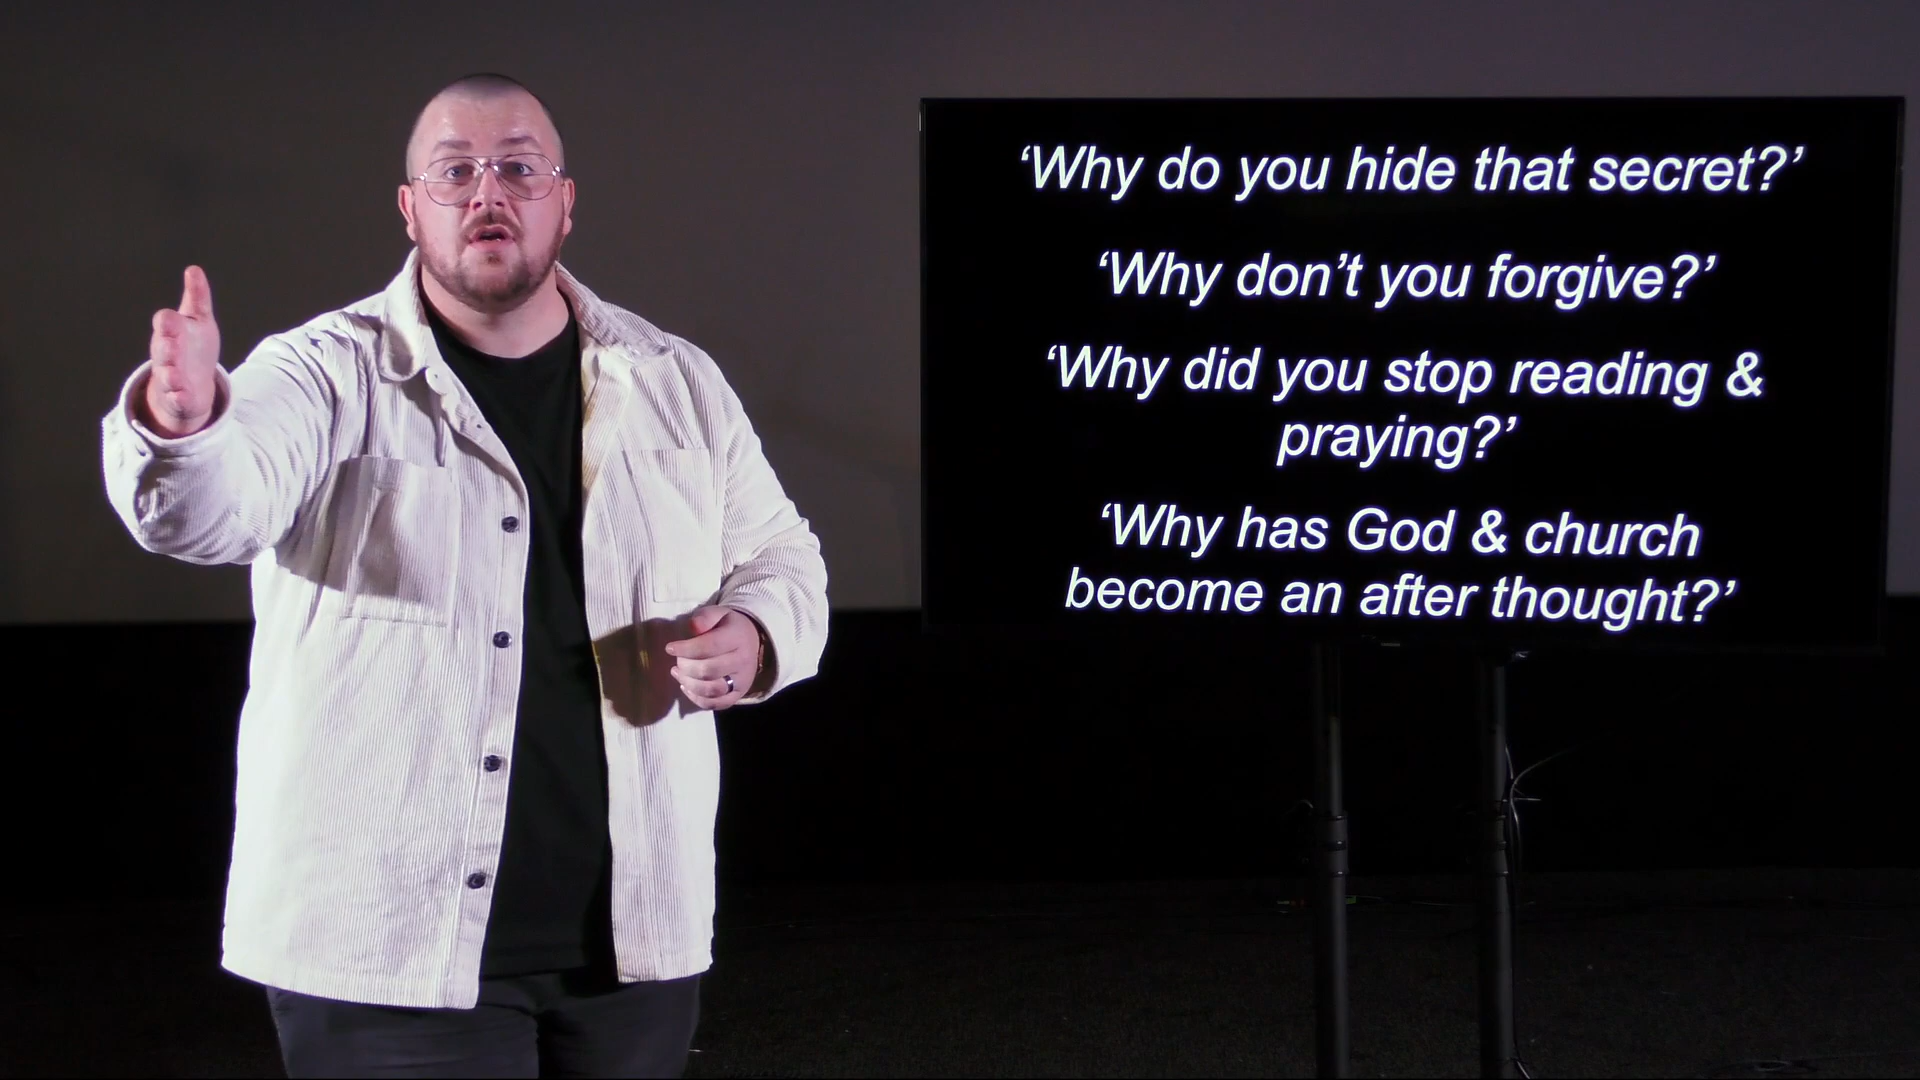 ‘Why do you hide that secret?’
‘Why don’t you forgive?’
‘Why did you stop reading &
praying?’
‘Why has God & church
become an after thought?’